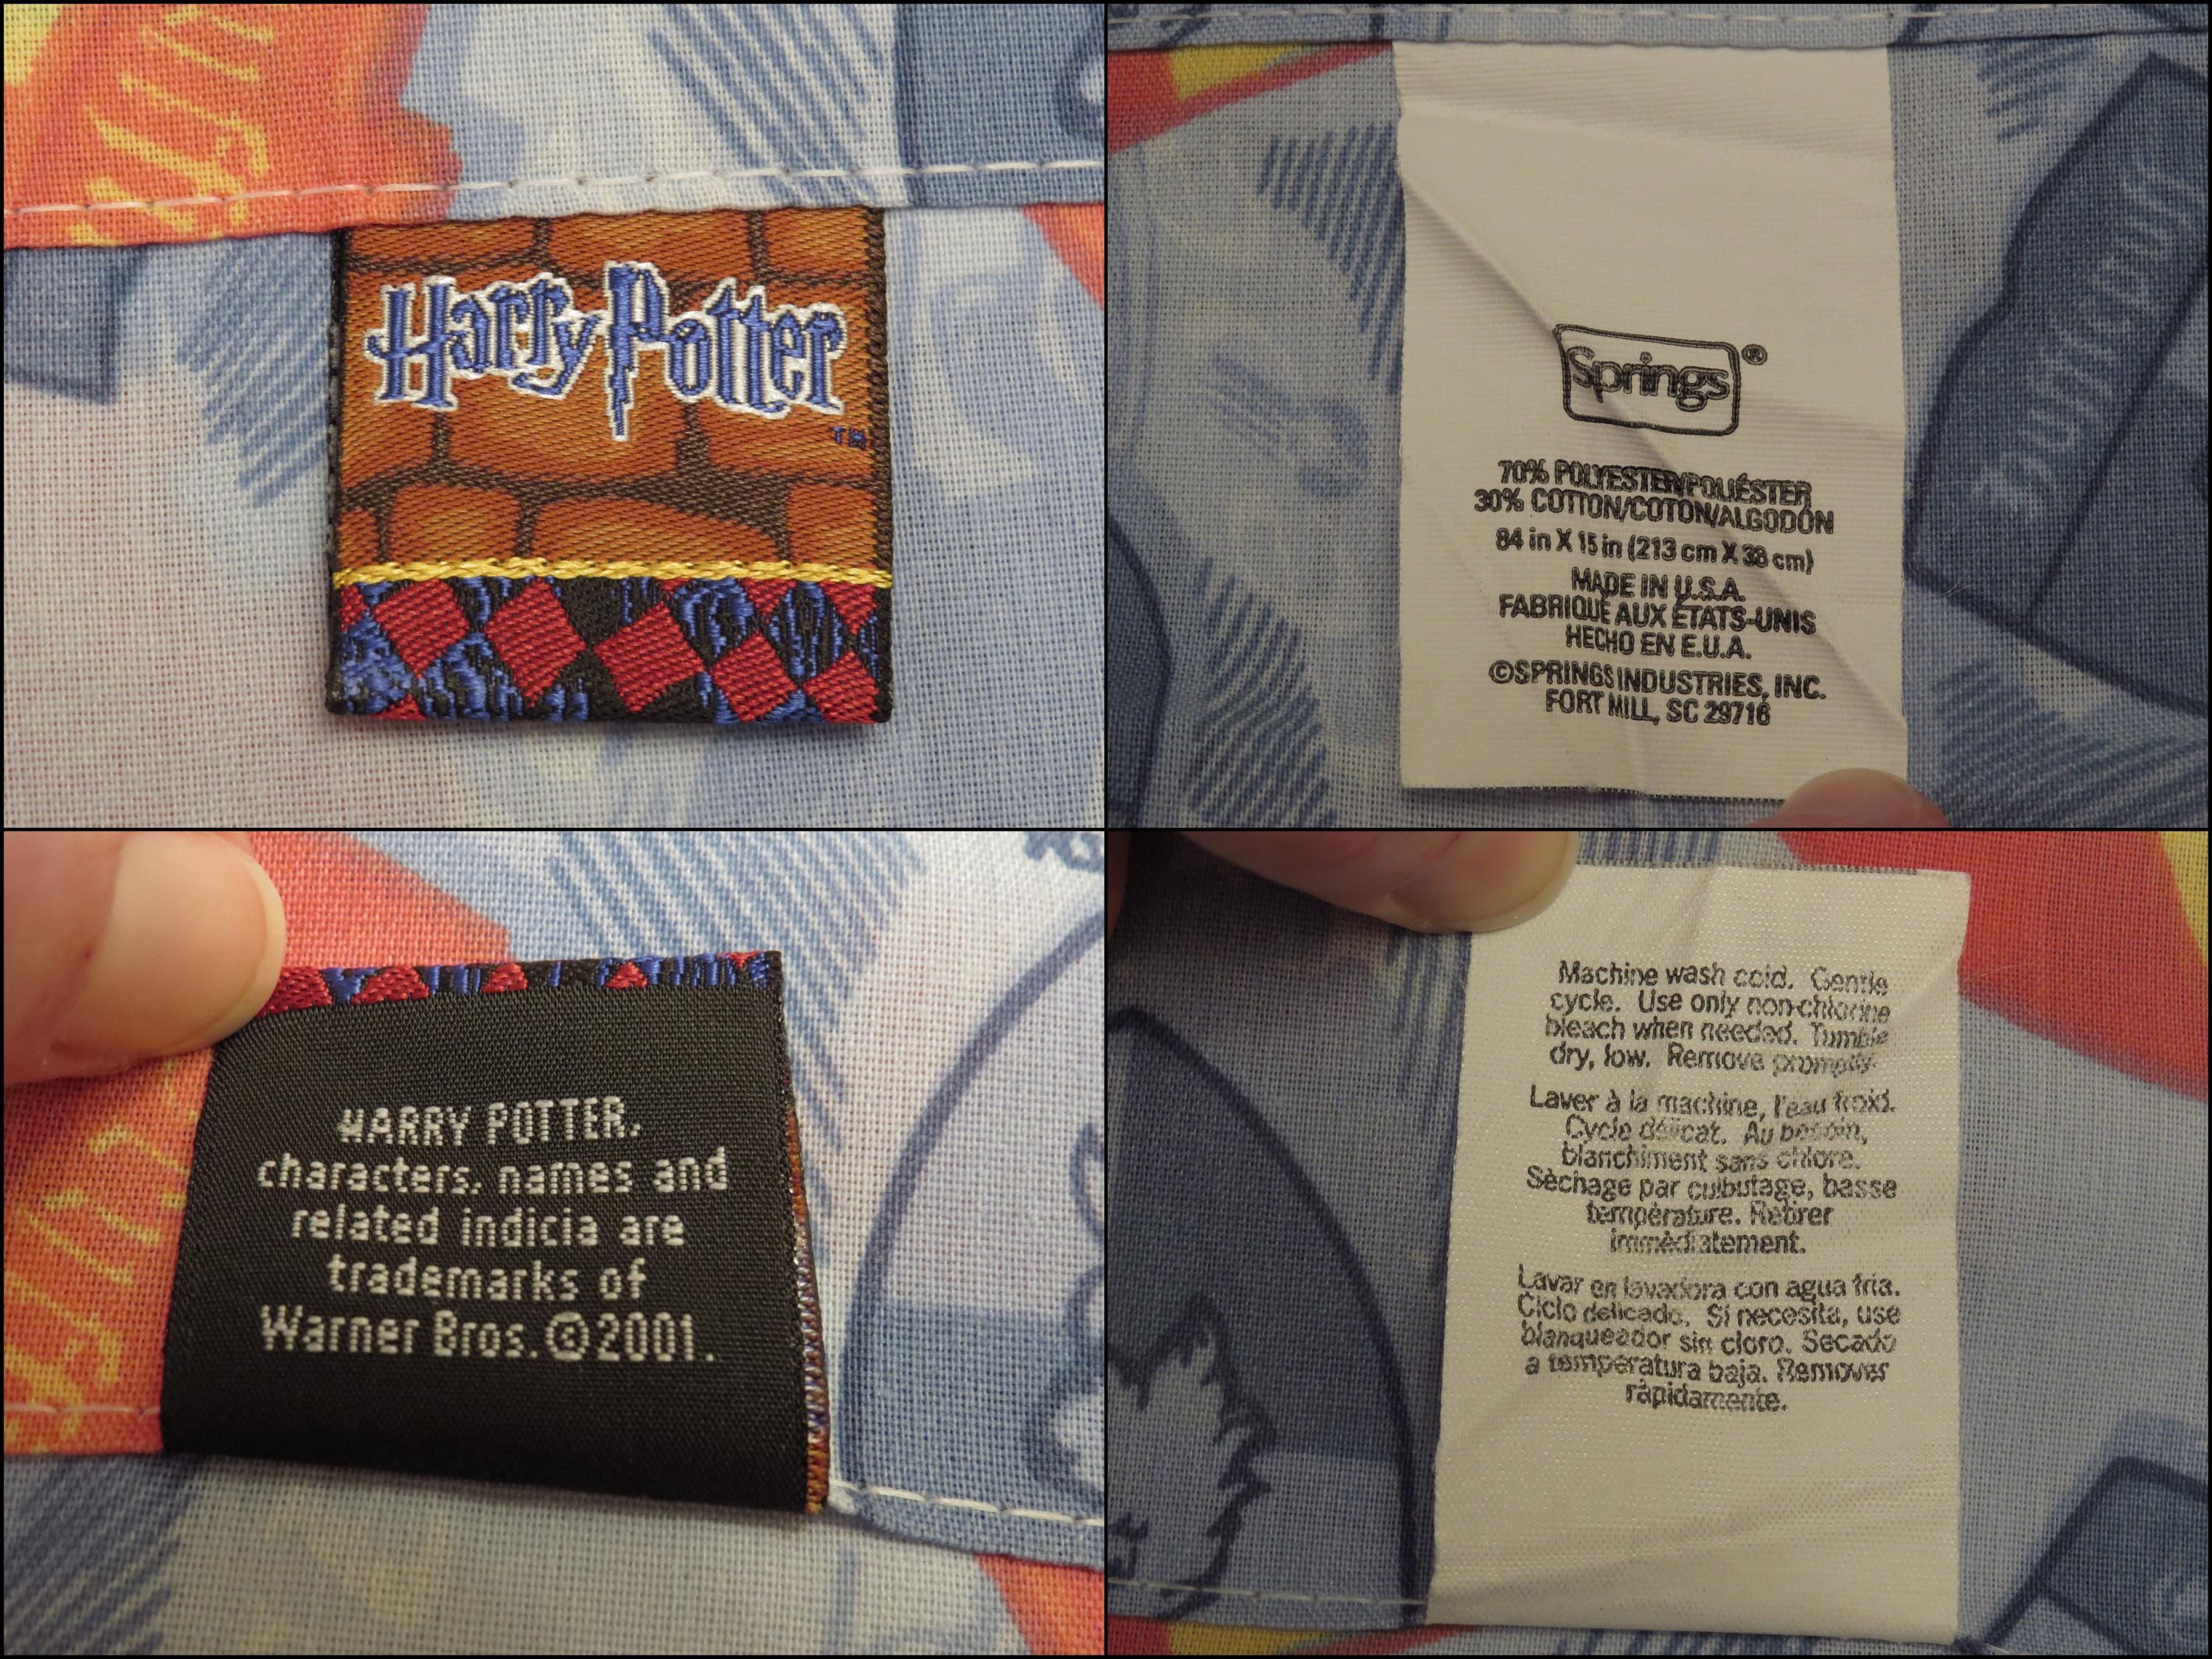 Harry Potter
TM
Springs®
70% POLYESTER/POLIÉSTER
30% COTTON/COTON/ALGODÓN
84 in X 15 in (213 cm X 38 cm)
MADE IN U.S.A.
FABRIQUÉ AUX ÉTATS-UNIS
HECHO EN E.U.A.
©SPRINGS INDUSTRIES, INC.
FORT MILL, SC 29716
HARRY POTTER,
characters, names and
related indicia are
trademarks of
Warner Bros. ©2001.
Machine wash cold. Gentle
cycle. Use only non-chlorine
bleach when needed. Tumble
dry, low. Remove promptly.
Laver à la machine, l'eau froid.
Cycle délicat. Au besoin,
blanchiment sans chlore.
Sèchage par culbutage, basse
température. Retirer
immèdiatement.
Lavar en lavadora con agua fria.
Ciclo delicado. Si necesita, use
blanqueador sin cloro. Secado
a temperatura baja. Remover
ràpidamente.